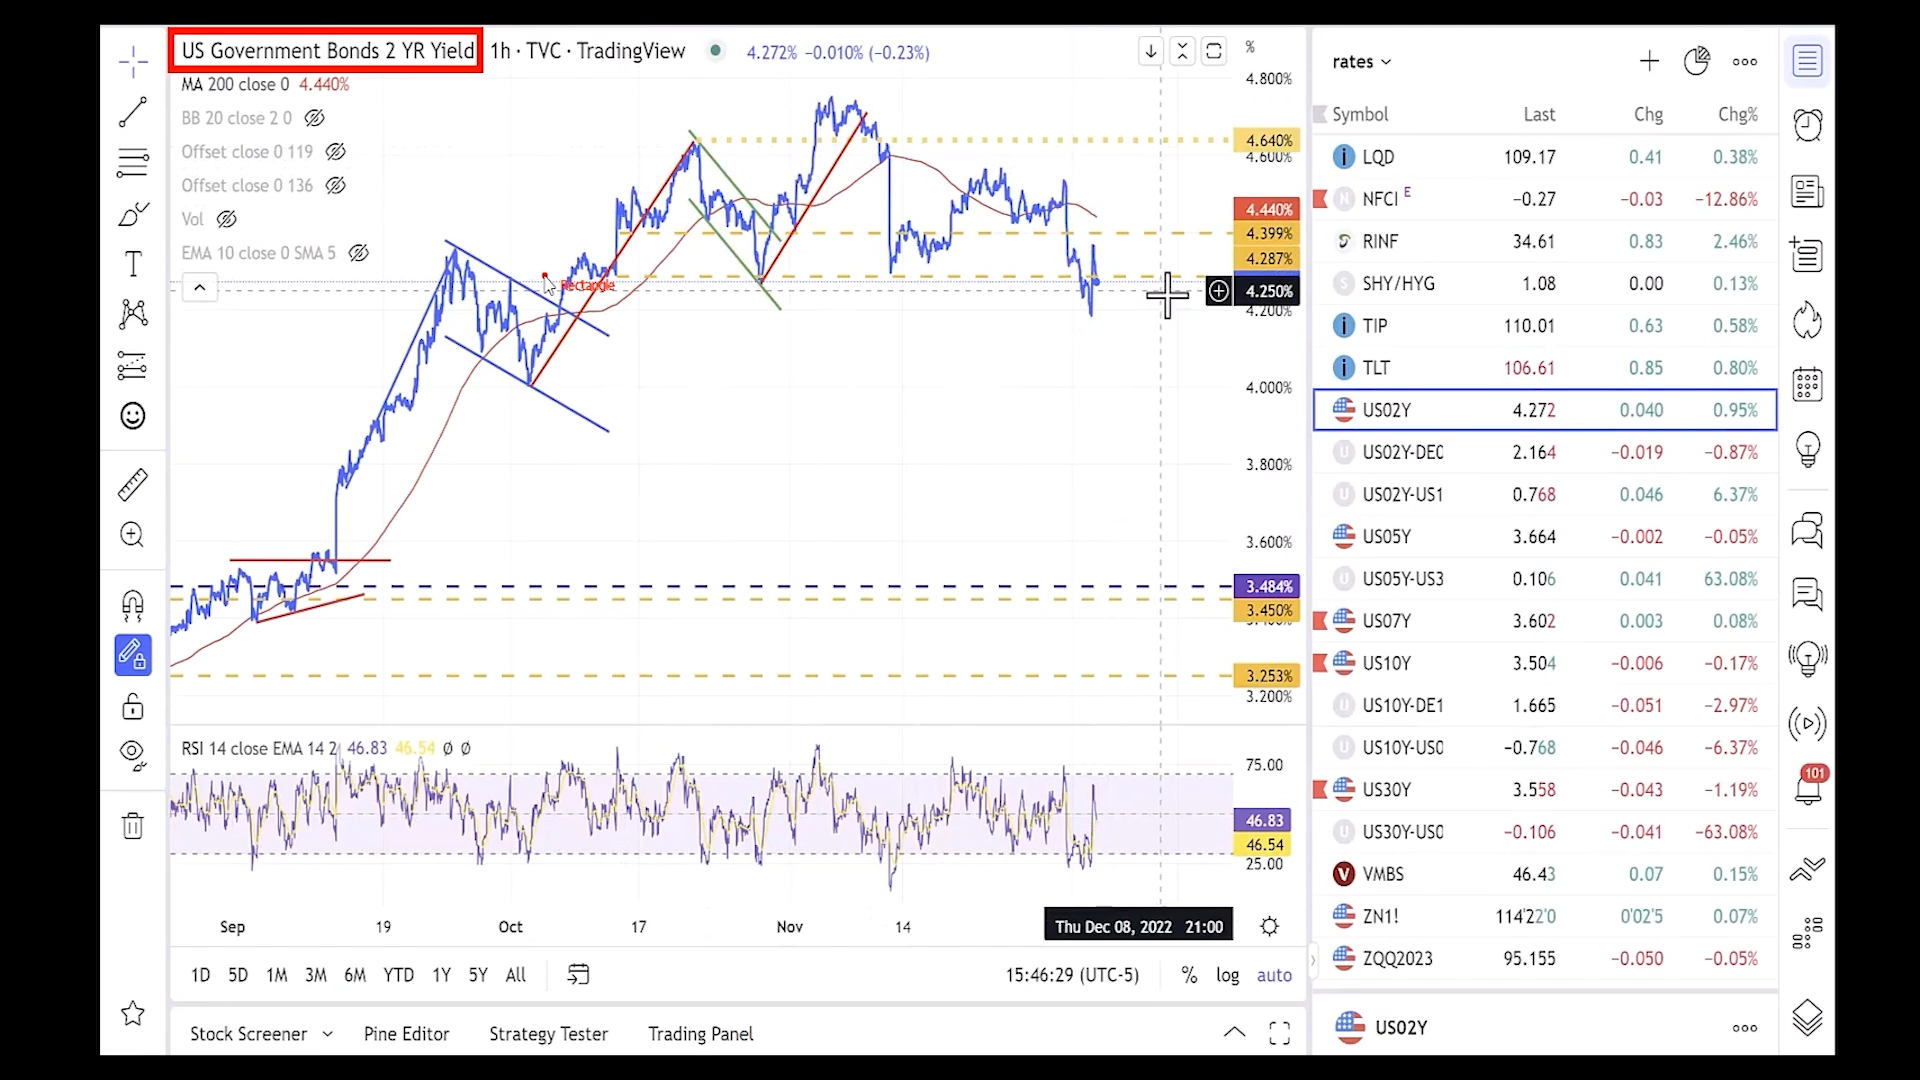 US Government Bonds 2 YR Yield 1h · TVC · TradingView 4.272% −0.010% (−0.23%)
MA 200 close 0 4.440%
BB 20 close 2 0
Offset close 0 119
Offset close 0 136
Vol
EMA 10 close 0 SMA 5
Rectangle
%
4.800%
4.640%
4.600%
4.440%
4.399%
4.287%
4.250%
4.200%
4.000%
3.800%
3.600%
3.484%
3.450%
3.253%
3.200%
RSI 14 close EMA 14 2 46.83 46.54 Ø Ø
75.00
46.83
46.54
25.00
Sep 19 Oct 17 Nov 14 Thu Dec 08, 2022 21:00
1D 5D 1M 3M 6M YTD 1Y 5Y All 15:46:29 (UTC-5) % log auto
Stock Screener Pine Editor Strategy Tester Trading Panel
rates
Symbol Last Chg Chg%
LQD 109.17 0.41 0.38%
NFCI E −0.27 −0.03 −12.86%
RINF 34.61 0.83 2.46%
SHY/HYG 1.08 0.00 0.13%
TIP 110.01 0.63 0.58%
TLT 106.61 0.85 0.80%
US02Y 4.272 0.040 0.95%
US02Y-DE0 2.164 −0.019 −0.87%
US02Y-US1 0.768 0.046 6.37%
US05Y 3.664 −0.002 −0.05%
US05Y-US3 0.106 0.041 63.08%
US07Y 3.602 0.003 0.08%
US10Y 3.504 −0.006 −0.17%
US10Y-DE1 1.665 −0.051 −2.97%
US10Y-US0 −0.768 −0.046 −6.37%
US30Y 3.558 −0.043 −1.19%
US30Y-US0 −0.106 −0.041 −63.08%
VMBS 46.43 0.07 0.15%
ZN1! 114'22'0 0'02'5 0.07%
ZQQ2023 95.155 −0.050 −0.05%
US02Y
101